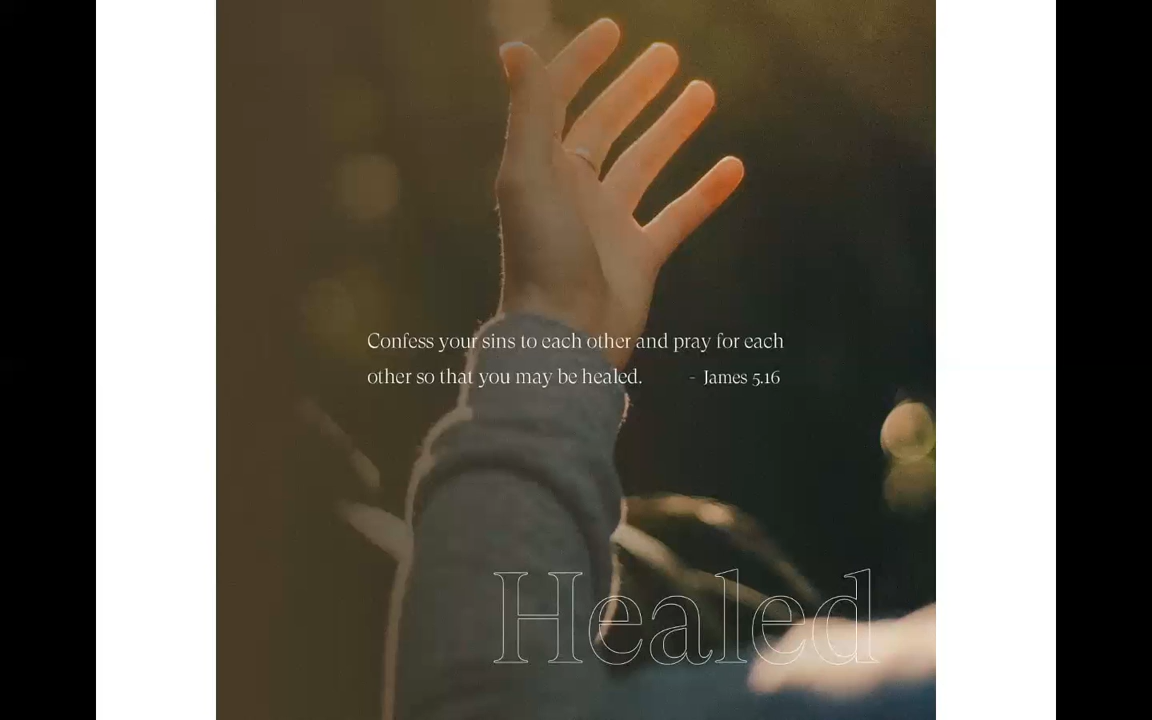 Confess your sins to each other and pray for each
other so that you may be healed. - James 5.16
Healed